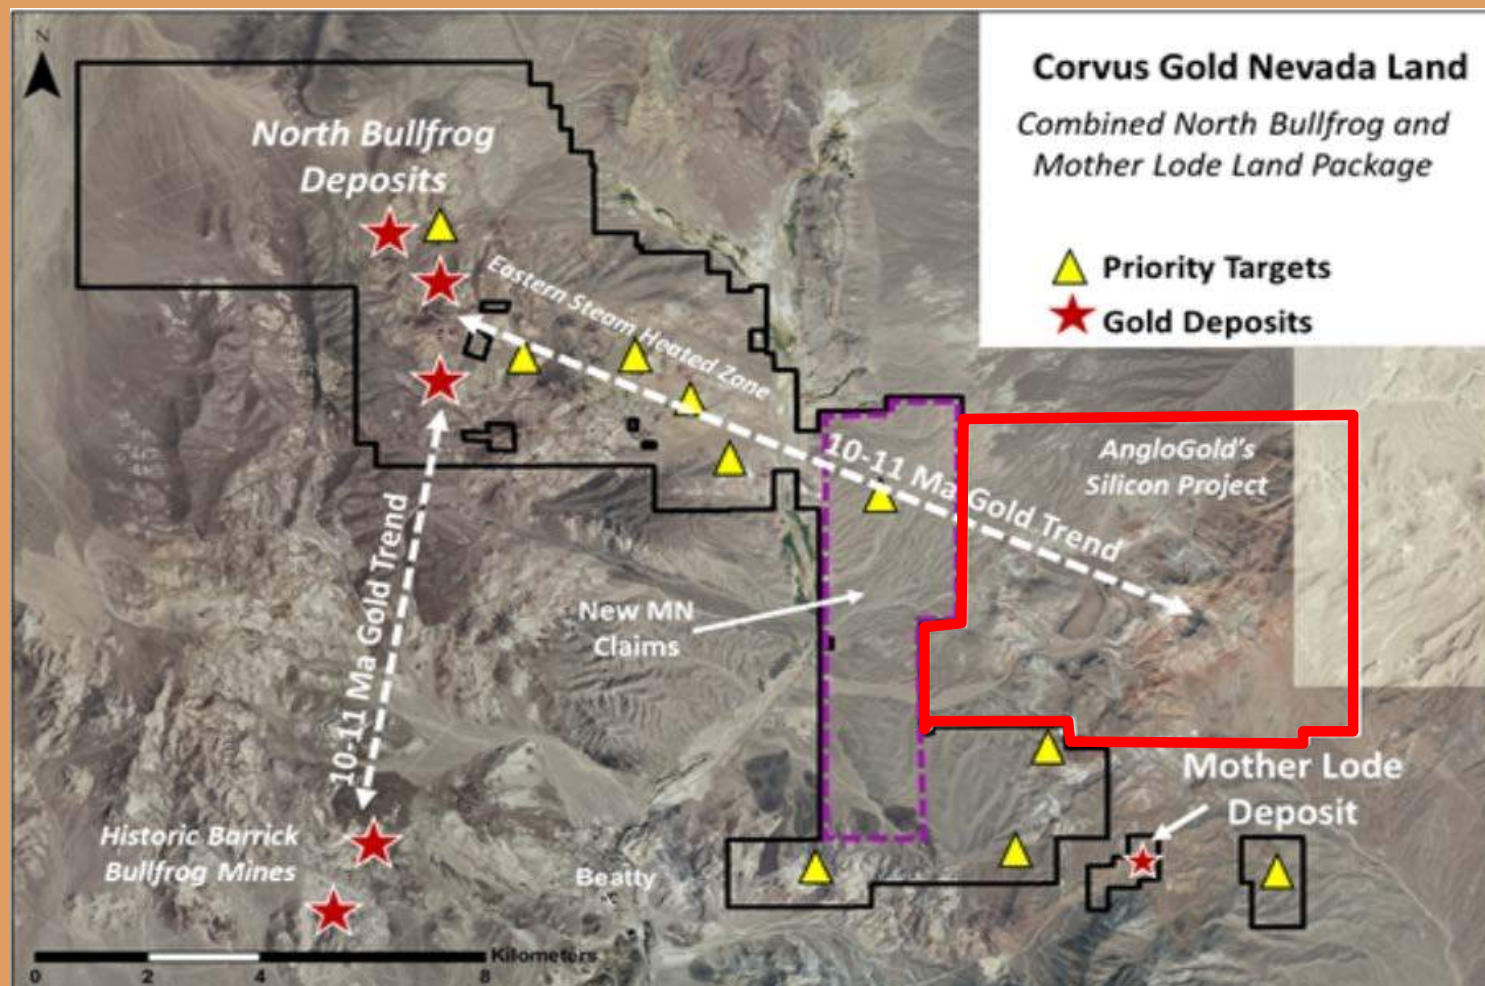 N
Corvus Gold Nevada Land
Combined North Bullfrog and
Mother Lode Land Package
Priority Targets
Gold Deposits
North Bullfrog
Deposits
Eastern Steam Heated Zone
10-11 Ma Gold Trend
AngloGold's
Silicon Project
New MN
Claims
10-11 Ma Gold Trend
Mother Lode
Deposit
Historic Barrick
Bullfrog Mines
Beatty
Kilometers
0 2 4 8